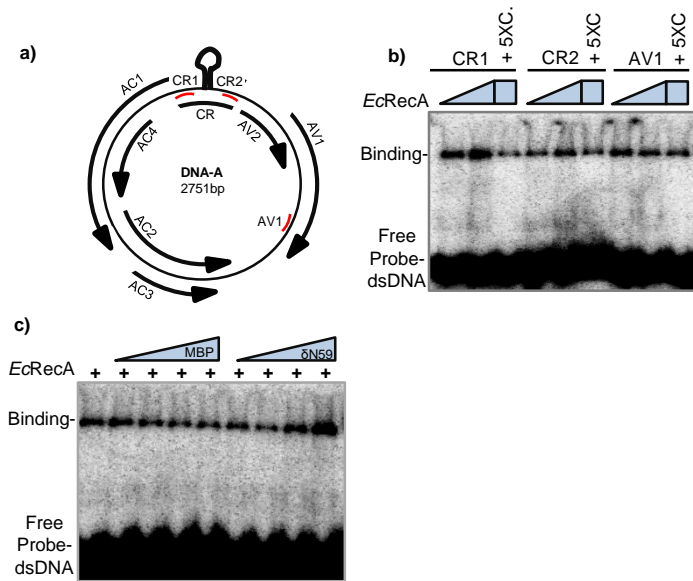 a)
CR1
CR2'
AC1
CR
AV2
AV1
AC4
DNA-A
2751bp
AV1
AC2
AC3
b)
CR1
+ 5XC.
CR2
+ 5XC
AV1
+ 5XC
EcRecA
Binding-
Free
Probe-
dsDNA
c)
MBP
δN59
EcRecA + + + + + + + + +
Binding-
Free
Probe-
dsDNA